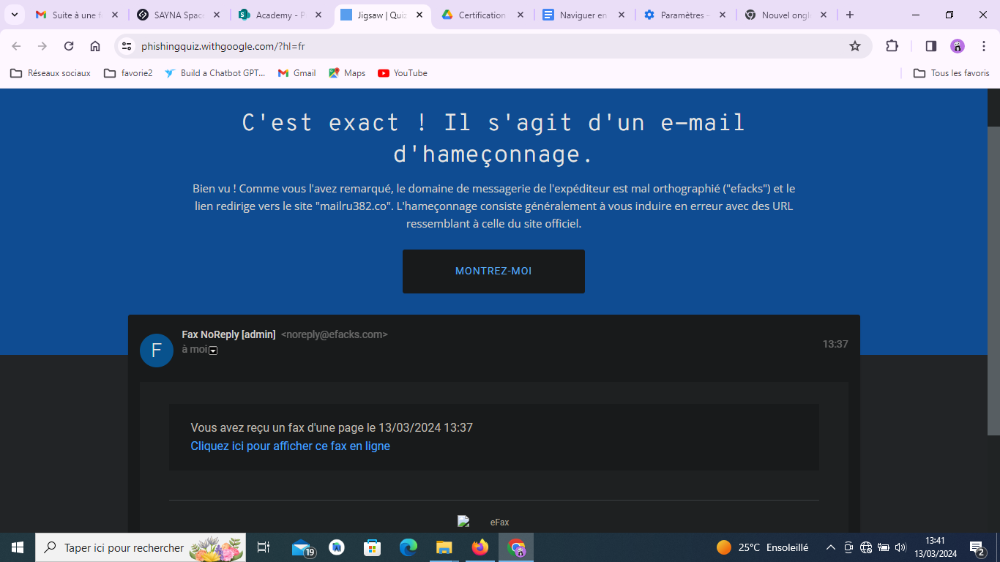 Suite à une fa
SAYNA Space
Academy - P
Jigsaw | Quiz
Certification
Naviguer en
Paramètres –
Nouvel ongle
phishingquiz.withgoogle.com/?hl=fr
Réseaux sociaux
favorie2
Build a Chatbot GPT...
Gmail
Maps
YouTube
Tous les favoris
C'est exact ! Il s'agit d'un e-mail
d'hameçonnage.
Bien vu ! Comme vous l'avez remarqué, le domaine de messagerie de l'expéditeur est mal orthographié ("efacks") et le
lien redirige vers le site "mailru382.co". L'hameçonnage consiste généralement à vous induire en erreur avec des URL
ressemblant à celle du site officiel.
MONTREZ-MOI
F
Fax NoReply [admin] <noreply@efacks.com>
à moi
13:37
Vous avez reçu un fax d'une page le 13/03/2024 13:37
Cliquez ici pour afficher ce fax en ligne
eFax
Taper ici pour rechercher
19
25°C Ensoleillé
13:41
13/03/2024
2